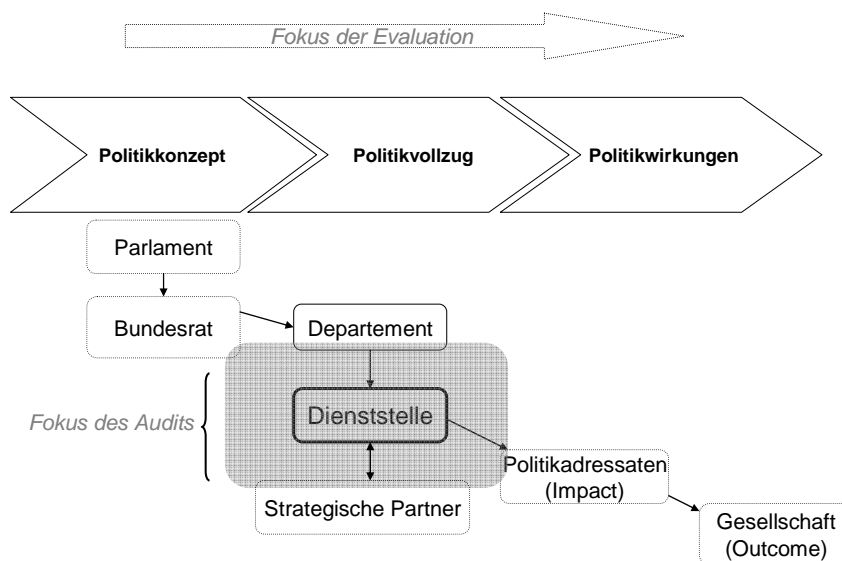 Fokus der Evaluation
Politikkonzept
Politikvollzug
Politikwirkungen
Parlament
Bundesrat
Departement
Fokus des Audits
Dienststelle
Strategische Partner
Politikadressaten
(Impact)
Gesellschaft
(Outcome)